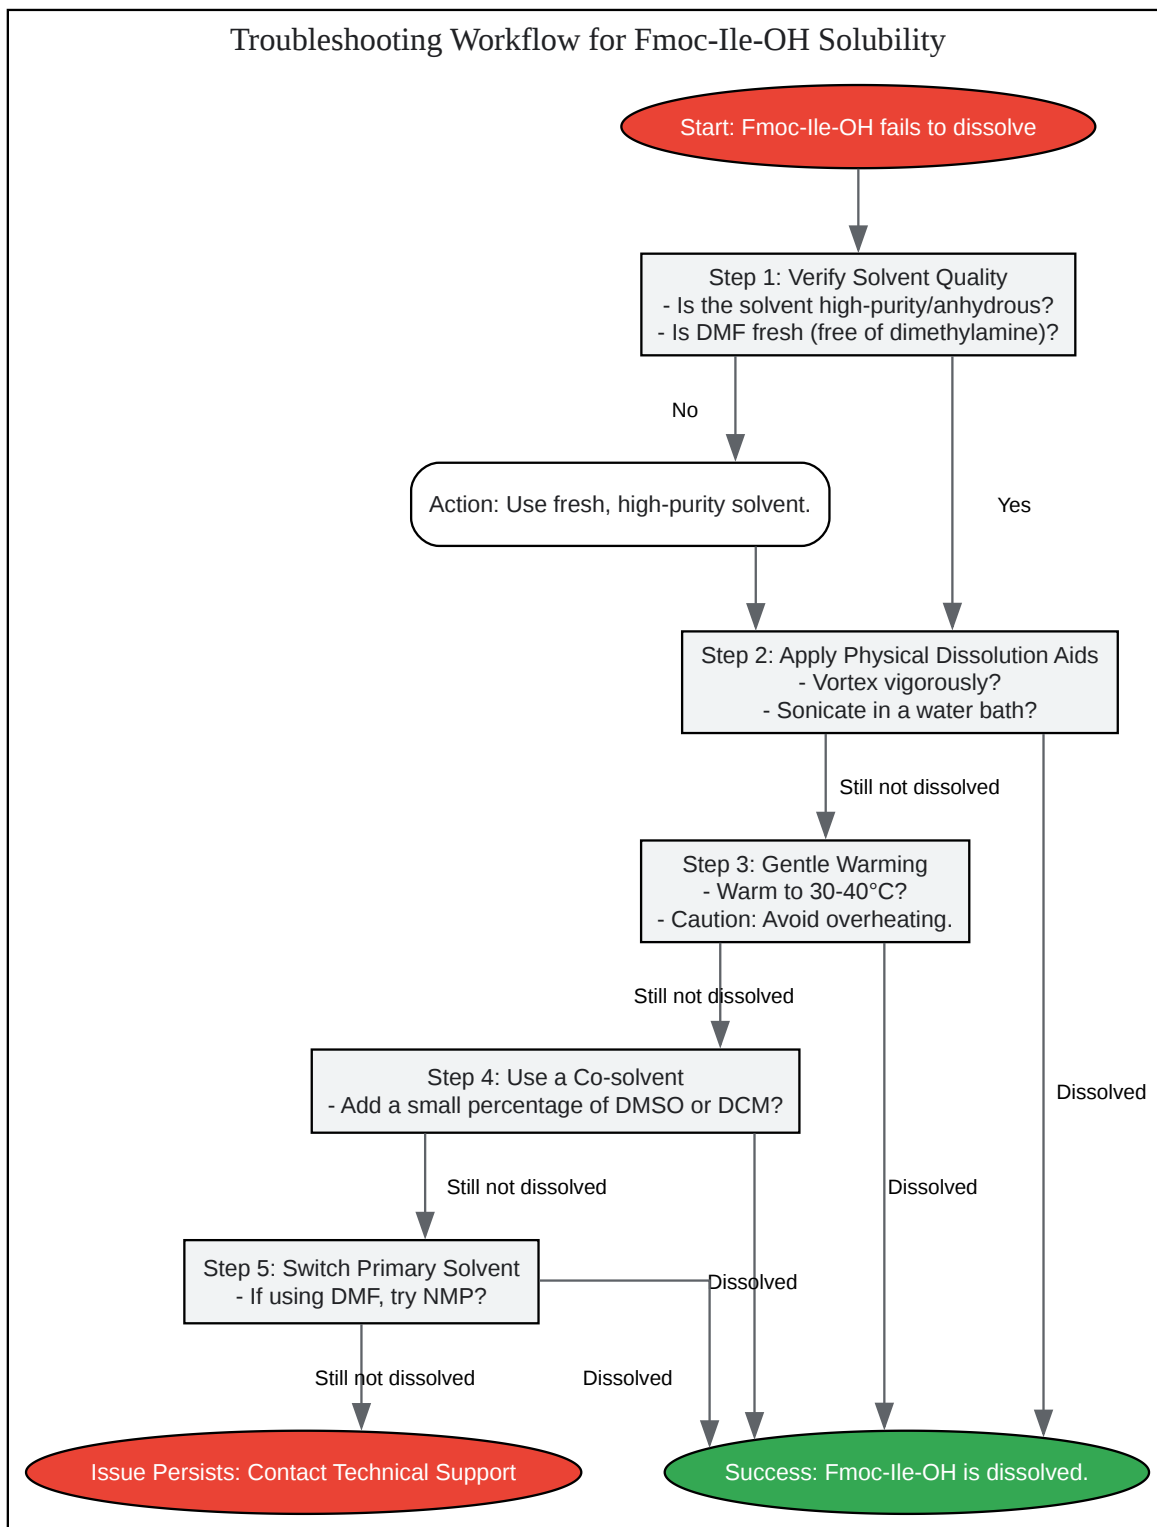 Troubleshooting Workflow for Fmoc-Ile-OH Solubility
Start: Fmoc-Ile-OH fails to dissolve
Step 1: Verify Solvent Quality
- Is the solvent high-purity/anhydrous?
- Is DMF fresh (free of dimethylamine)?
No
Action: Use fresh, high-purity solvent.
Yes
Step 2: Apply Physical Dissolution Aids
- Vortex vigorously?
- Sonicate in a water bath?
Still not dissolved
Step 3: Gentle Warming
- Warm to 30-40°C?
- Caution: Avoid overheating.
Still not dissolved
Step 4: Use a Co-solvent
- Add a small percentage of DMSO or DCM?
Dissolved
Still not dissolved
Dissolved
Step 5: Switch Primary Solvent
- If using DMF, try NMP?
Dissolved
Still not dissolved
Dissolved
Issue Persists: Contact Technical Support
Success: Fmoc-Ile-OH is dissolved.